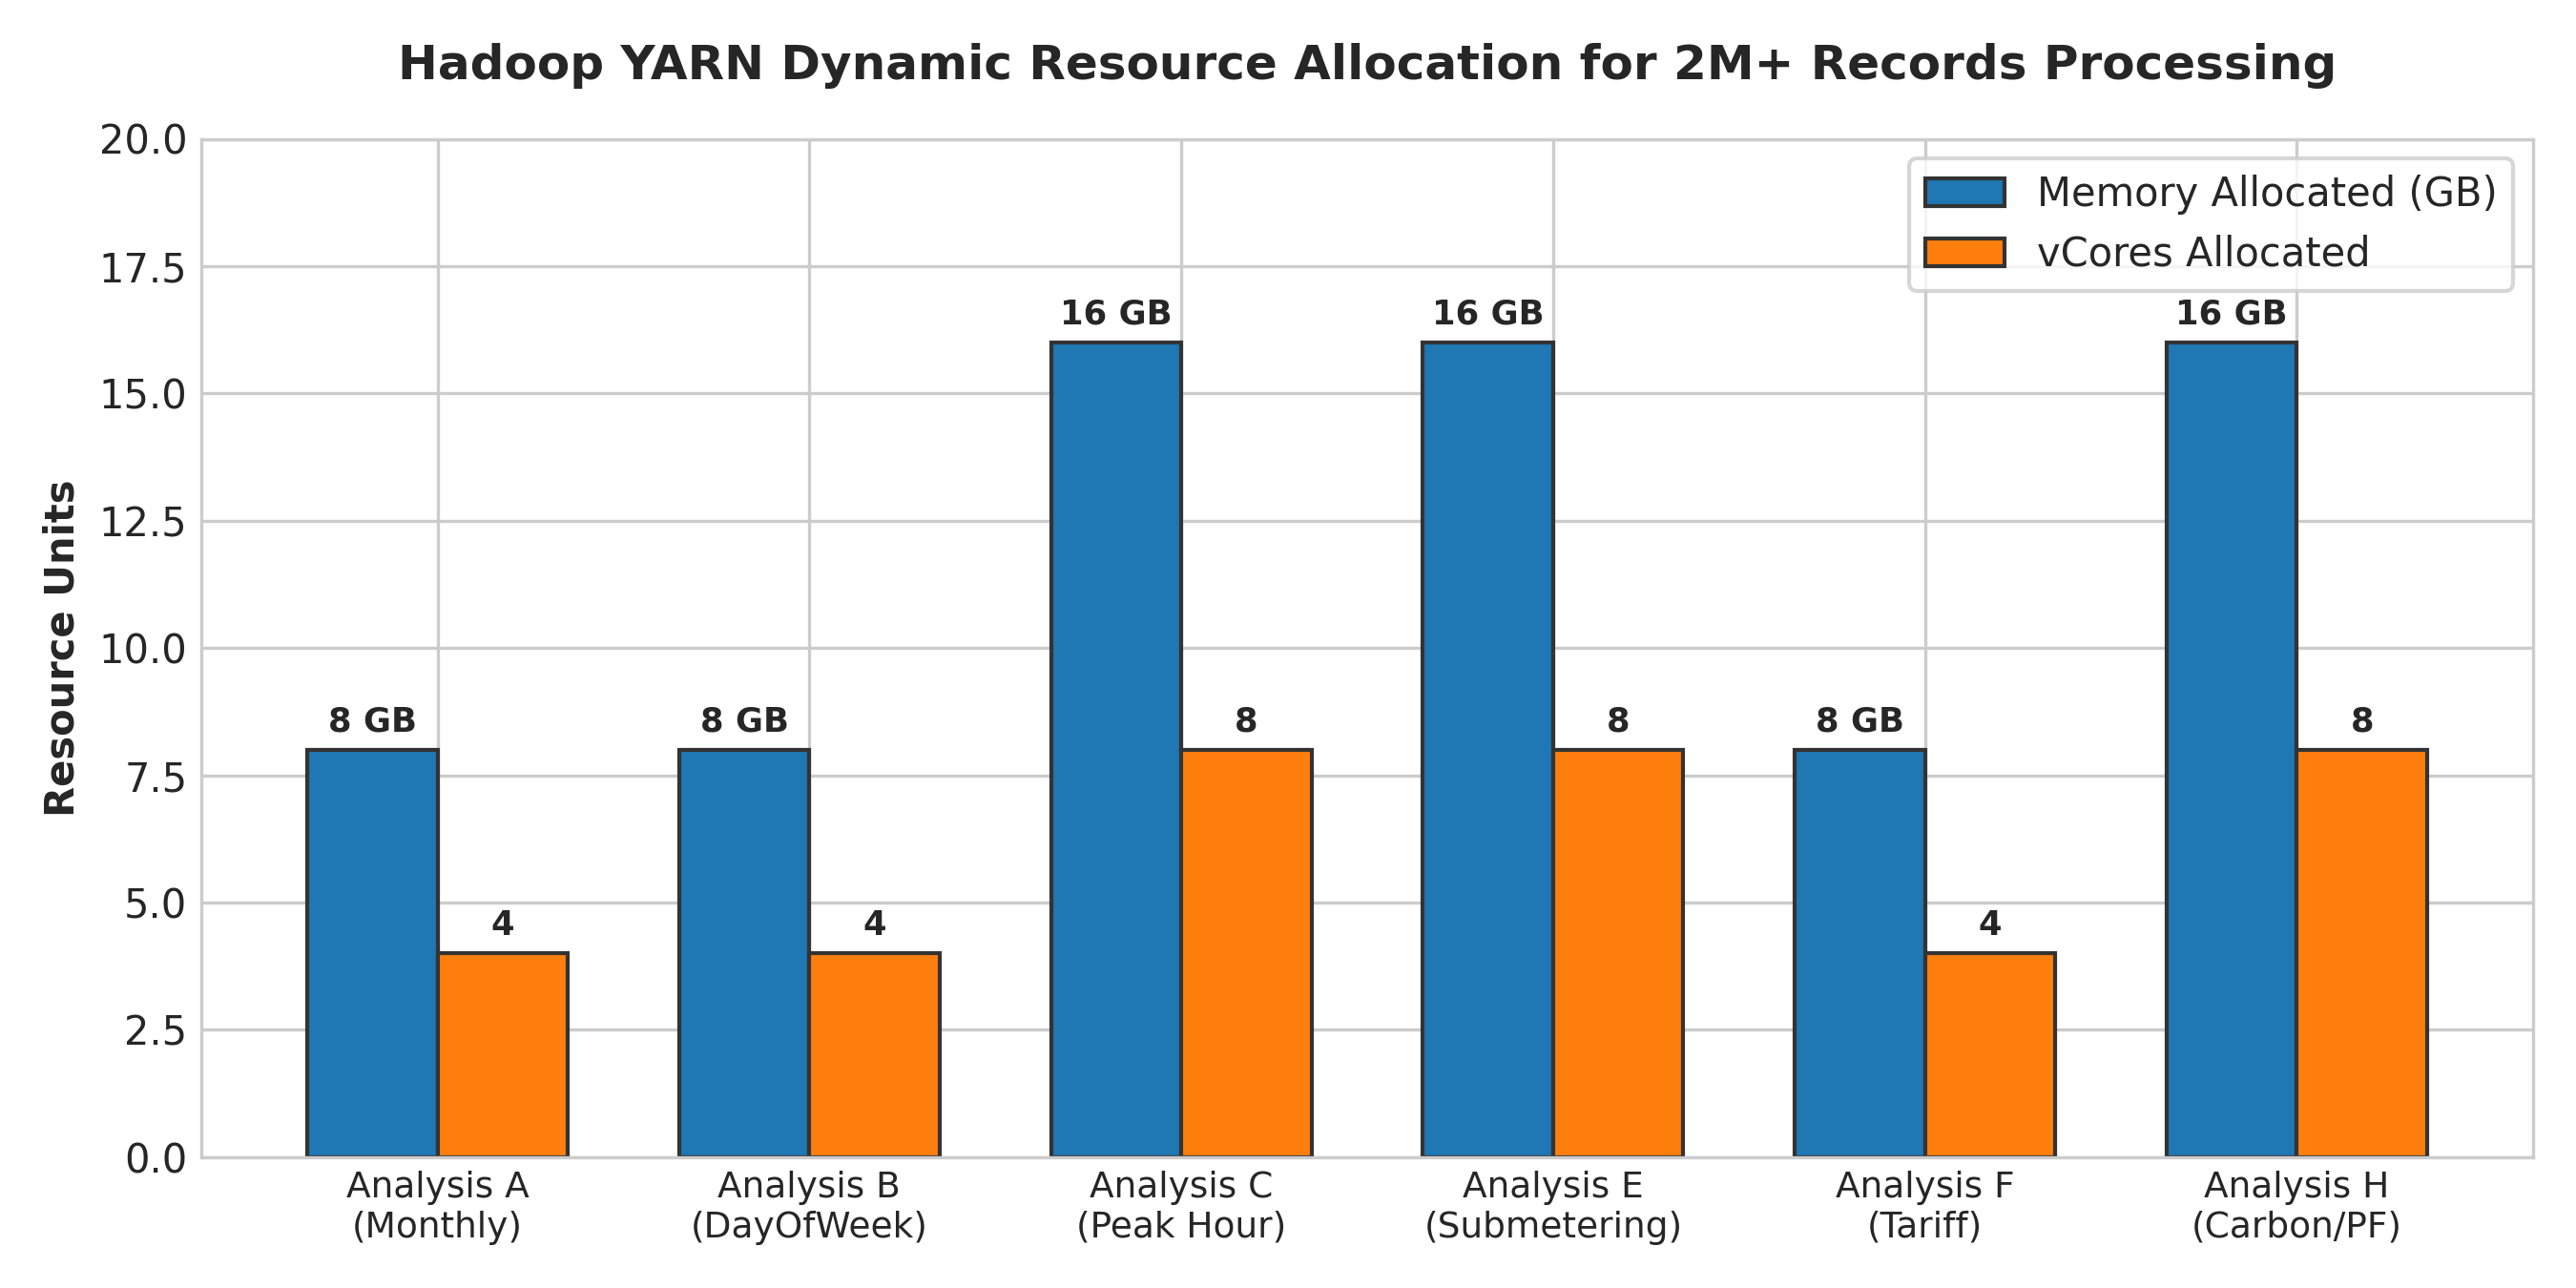 Hadoop YARN Dynamic Resource Allocation for 2M+ Records Processing
Memory Allocated (GB)
vCores Allocated
Resource Units
20.0
17.5
15.0
12.5
10.0
7.5
5.0
2.5
0.0
8 GB
4
8 GB
4
16 GB
8
16 GB
8
8 GB
4
16 GB
8
Analysis A
(Monthly)
Analysis B
(DayOfWeek)
Analysis C
(Peak Hour)
Analysis E
(Submetering)
Analysis F
(Tariff)
Analysis H
(Carbon/PF)